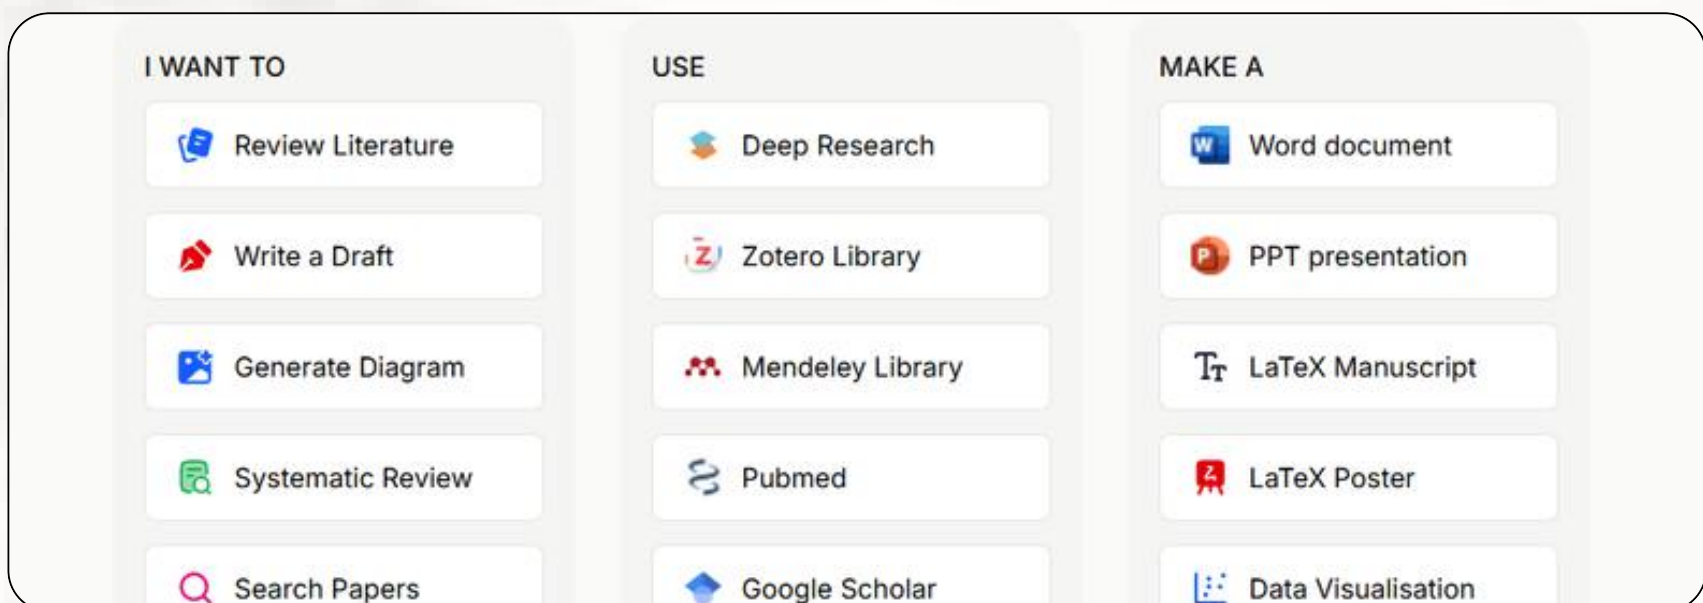 I WANT TO
Review Literature
Write a Draft
Generate Diagram
Systematic Review
Search Papers
USE
Deep Research
Zotero Library
Mendeley Library
Pubmed
Google Scholar
MAKE A
Word document
PPT presentation
LaTeX Manuscript
LaTeX Poster
Data Visualisation